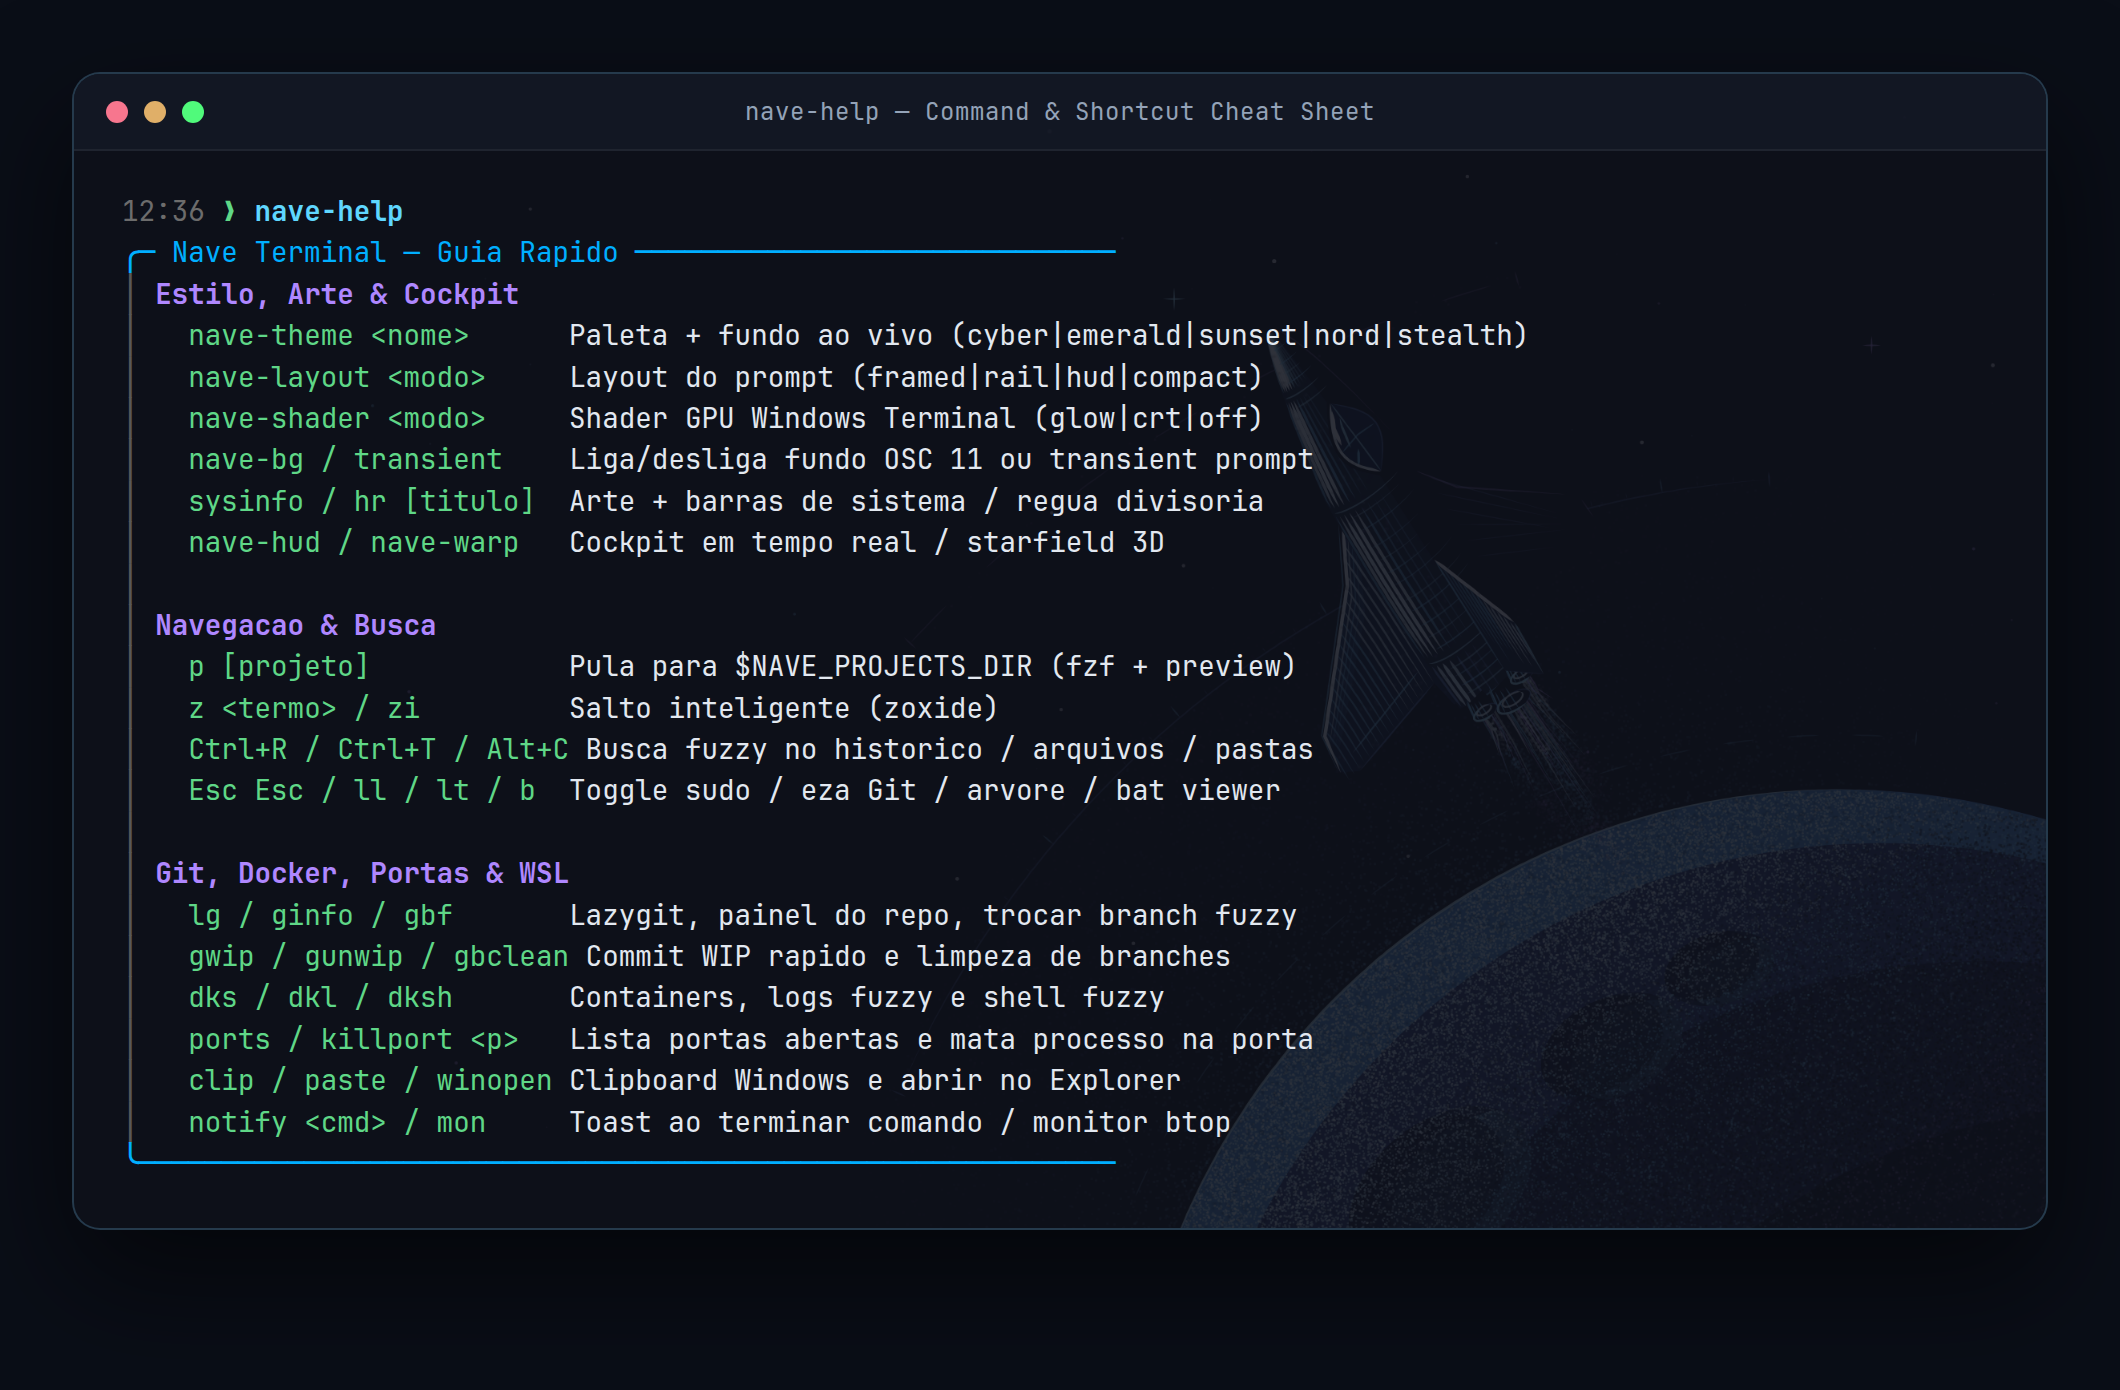 nave-help — Command & Shortcut Cheat Sheet
12:36 ❯ nave-help
Nave Terminal — Guia Rapido
Estilo, Arte & Cockpit
nave-theme <nome> Paleta + fundo ao vivo (cyber|emerald|sunset|nord|stealth)
nave-layout <modo> Layout do prompt (framed|rail|hud|compact)
nave-shader <modo> Shader GPU Windows Terminal (glow|crt|off)
nave-bg / transient Liga/desliga fundo OSC 11 ou transient prompt
sysinfo / hr [titulo] Arte + barras de sistema / regua divisoria
nave-hud / nave-warp Cockpit em tempo real / starfield 3D
Navegacao & Busca
p [projeto] Pula para $NAVE_PROJECTS_DIR (fzf + preview)
z <termo> / zi Salto inteligente (zoxide)
Ctrl+R / Ctrl+T / Alt+C Busca fuzzy no historico / arquivos / pastas
Esc Esc / ll / lt / b Toggle sudo / eza Git / arvore / bat viewer
Git, Docker, Portas & WSL
lg / ginfo / gbf Lazygit, painel do repo, trocar branch fuzzy
gwip / gunwip / gbclean Commit WIP rapido e limpeza de branches
dks / dkl / dksh Containers, logs fuzzy e shell fuzzy
ports / killport <p> Lista portas abertas e mata processo na porta
clip / paste / winopen Clipboard Windows e abrir no Explorer
notify <cmd> / mon Toast ao terminar comando / monitor btop